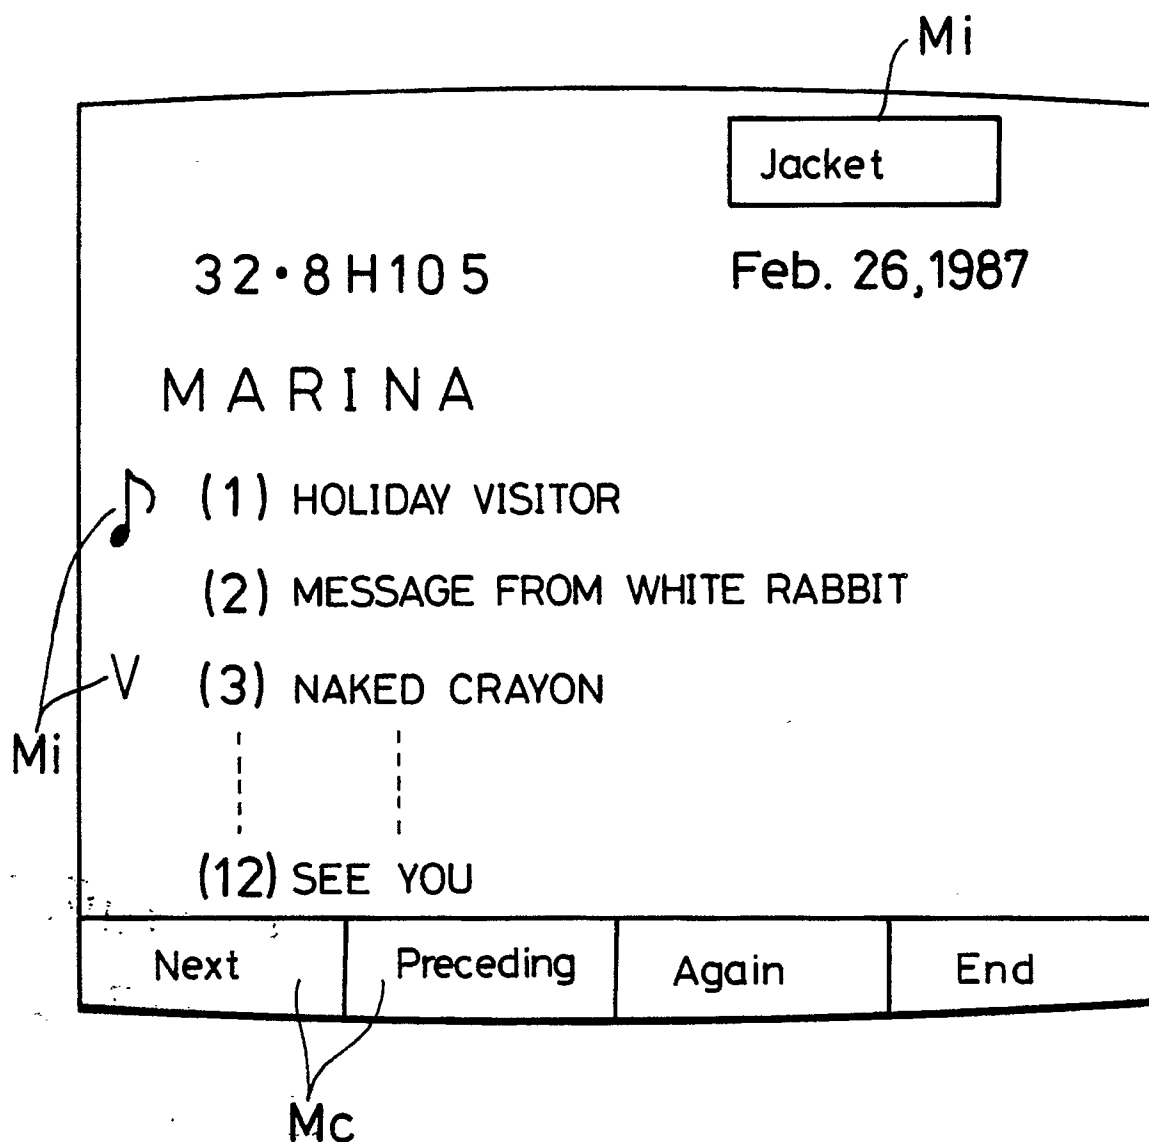 Mi
Jacket
32·8H105 Feb. 26,1987
MARINA
♪ (1) HOLIDAY VISITOR
(2) MESSAGE FROM WHITE RABBIT
V (3) NAKED CRAYON
Mi
(12) SEE YOU
Next Preceding Again End
Mc